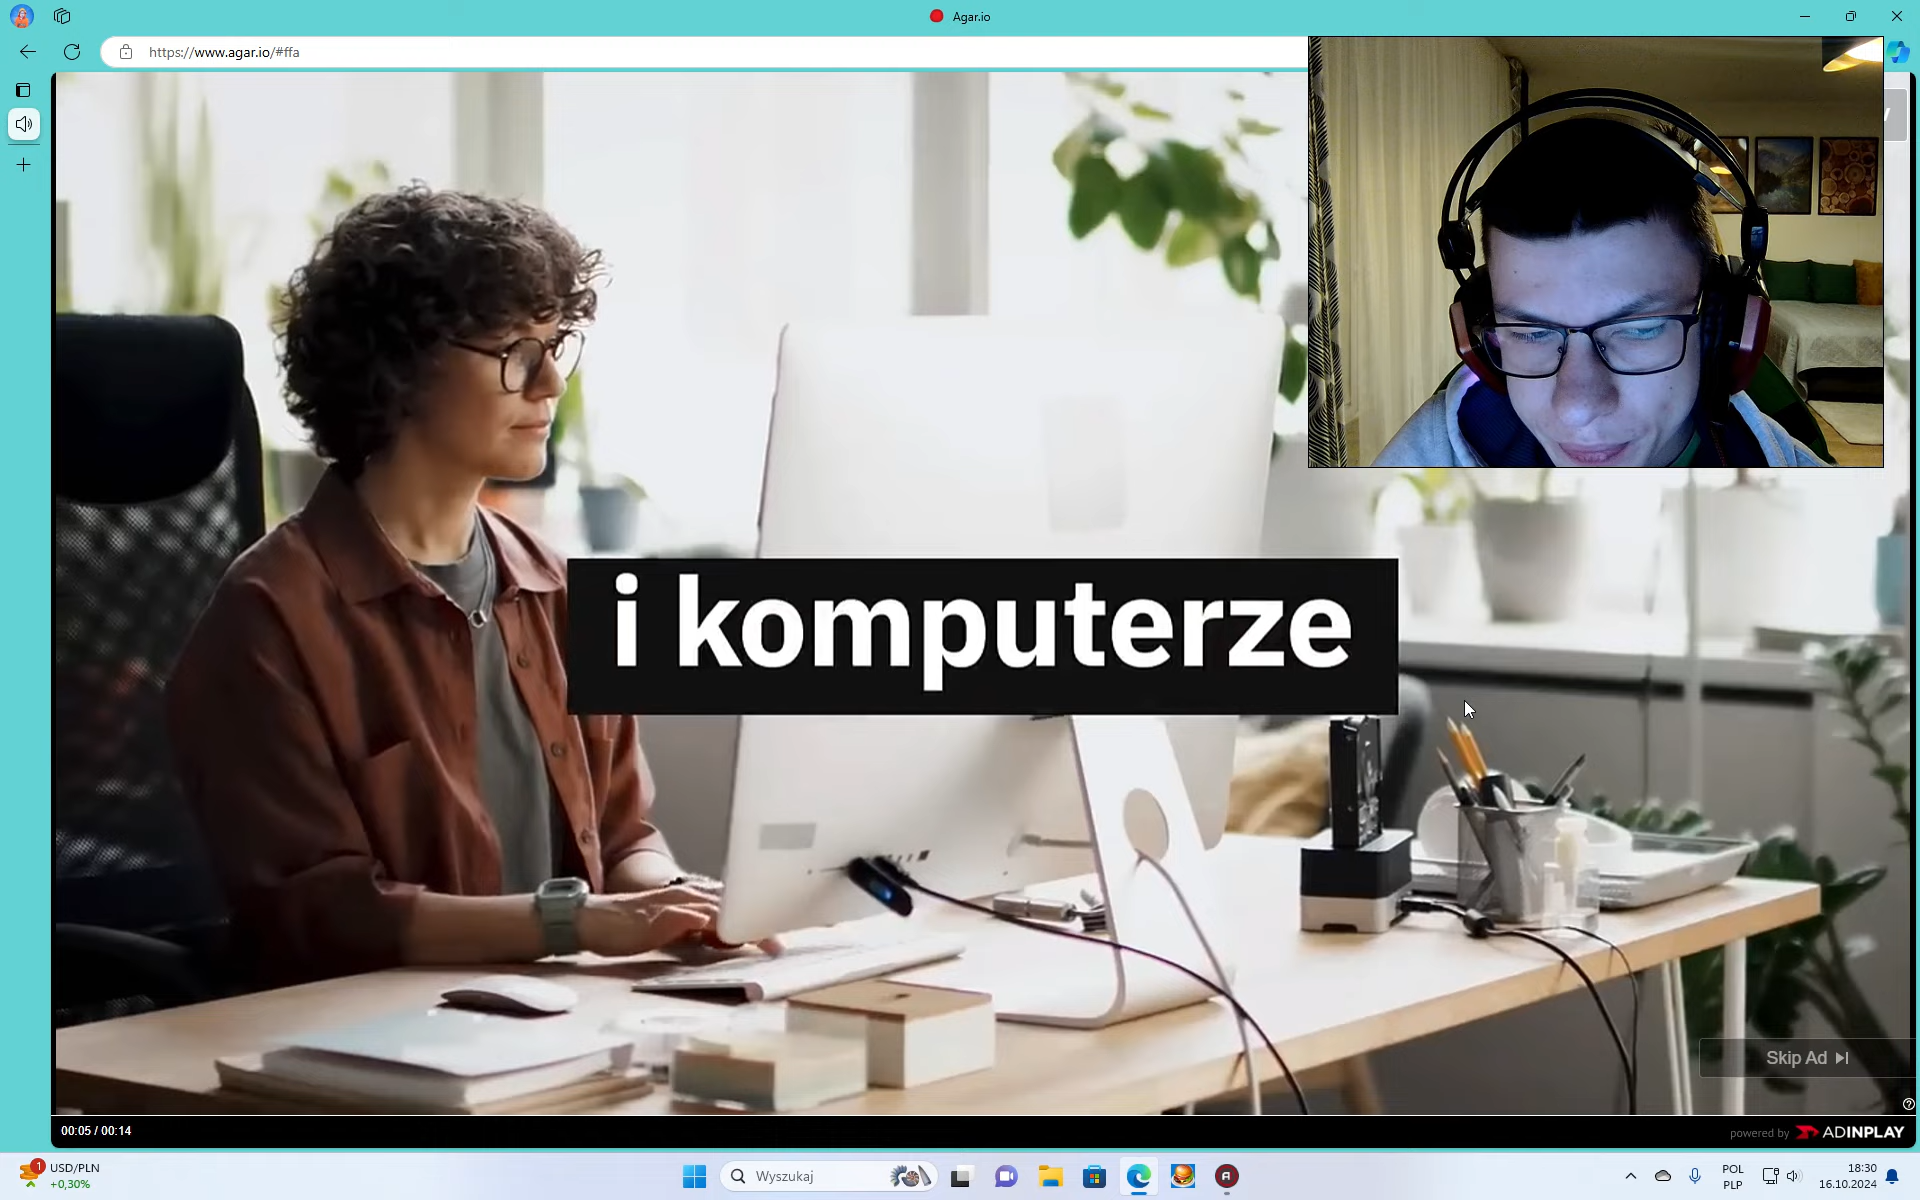 Agar.io
https://www.agar.io/#ffa
i komputerze
Skip Ad
00:05 / 00:14
powered by ADINPLAY
1
USD/PLN
+0,30%
Wyszukaj
POL
PLP
18:30
16.10.2024